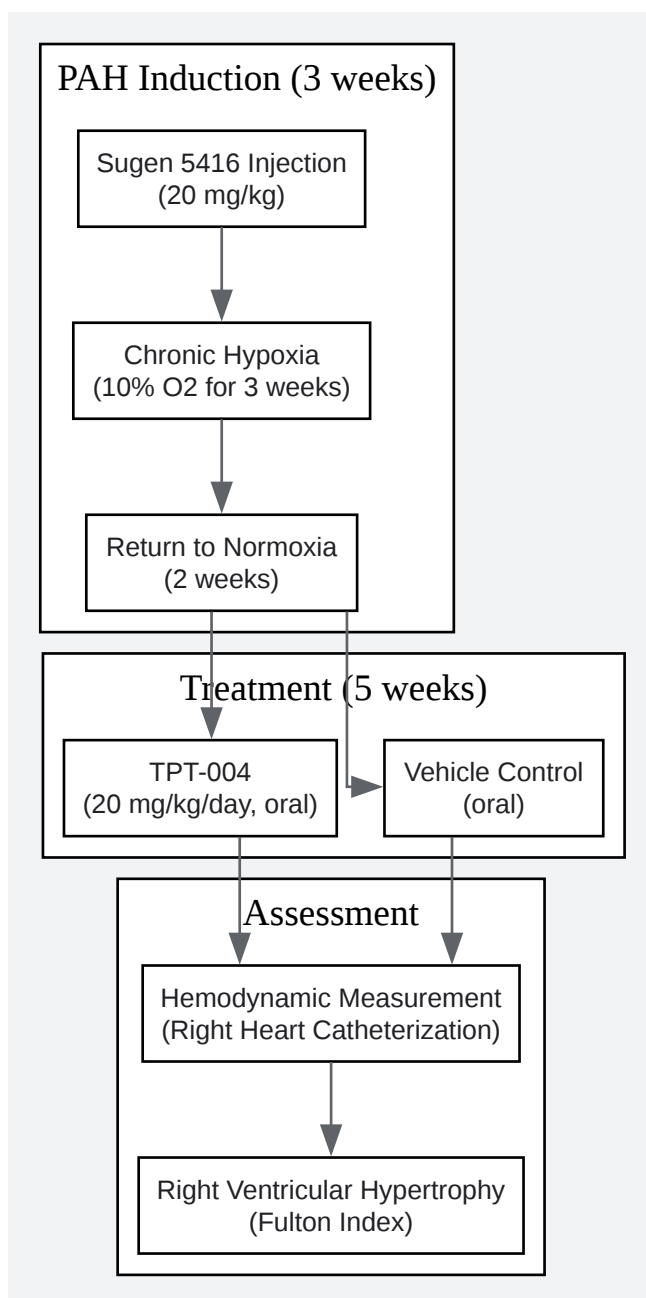 PAH Induction (3 weeks)
Sugen 5416 Injection
(20 mg/kg)
Chronic Hypoxia
(10% O2 for 3 weeks)
Return to Normoxia
(2 weeks)
Treatment (5 weeks)
TPT-004
(20 mg/kg/day, oral)
Vehicle Control
(oral)
Assessment
Hemodynamic Measurement
(Right Heart Catheterization)
Right Ventricular Hypertrophy
(Fulton Index)